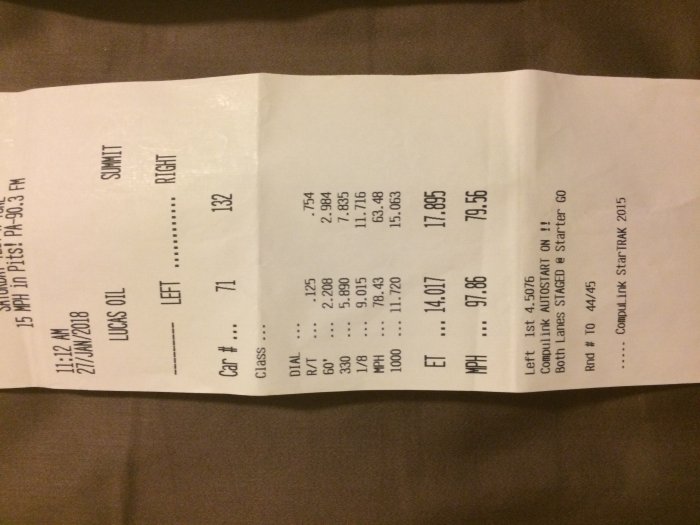 15 MPH in Pits! PA-90.3 FM
11:12 AM
27/JAN/2018
LUCAS OIL SUMMIT
--------- LEFT ............. RIGHT
Car # ... 71 132
Class ...
DIAL ...
R/T ... .125 .754
60' ... 2.208 2.984
330 ... 5.890 7.835
1/8 ... 9.015 11.716
MPH ... 78.43 63.48
1000 ... 11.720 15.063
ET ... 14.017 17.895
MPH ... 97.86 79.56
Left 1st 4.5076
CompuLink AUTOSTART ON !!
Both Lanes STAGED @ Starter GO
Rnd # TO 44/45
..... CompuLink StarTRAK 2015